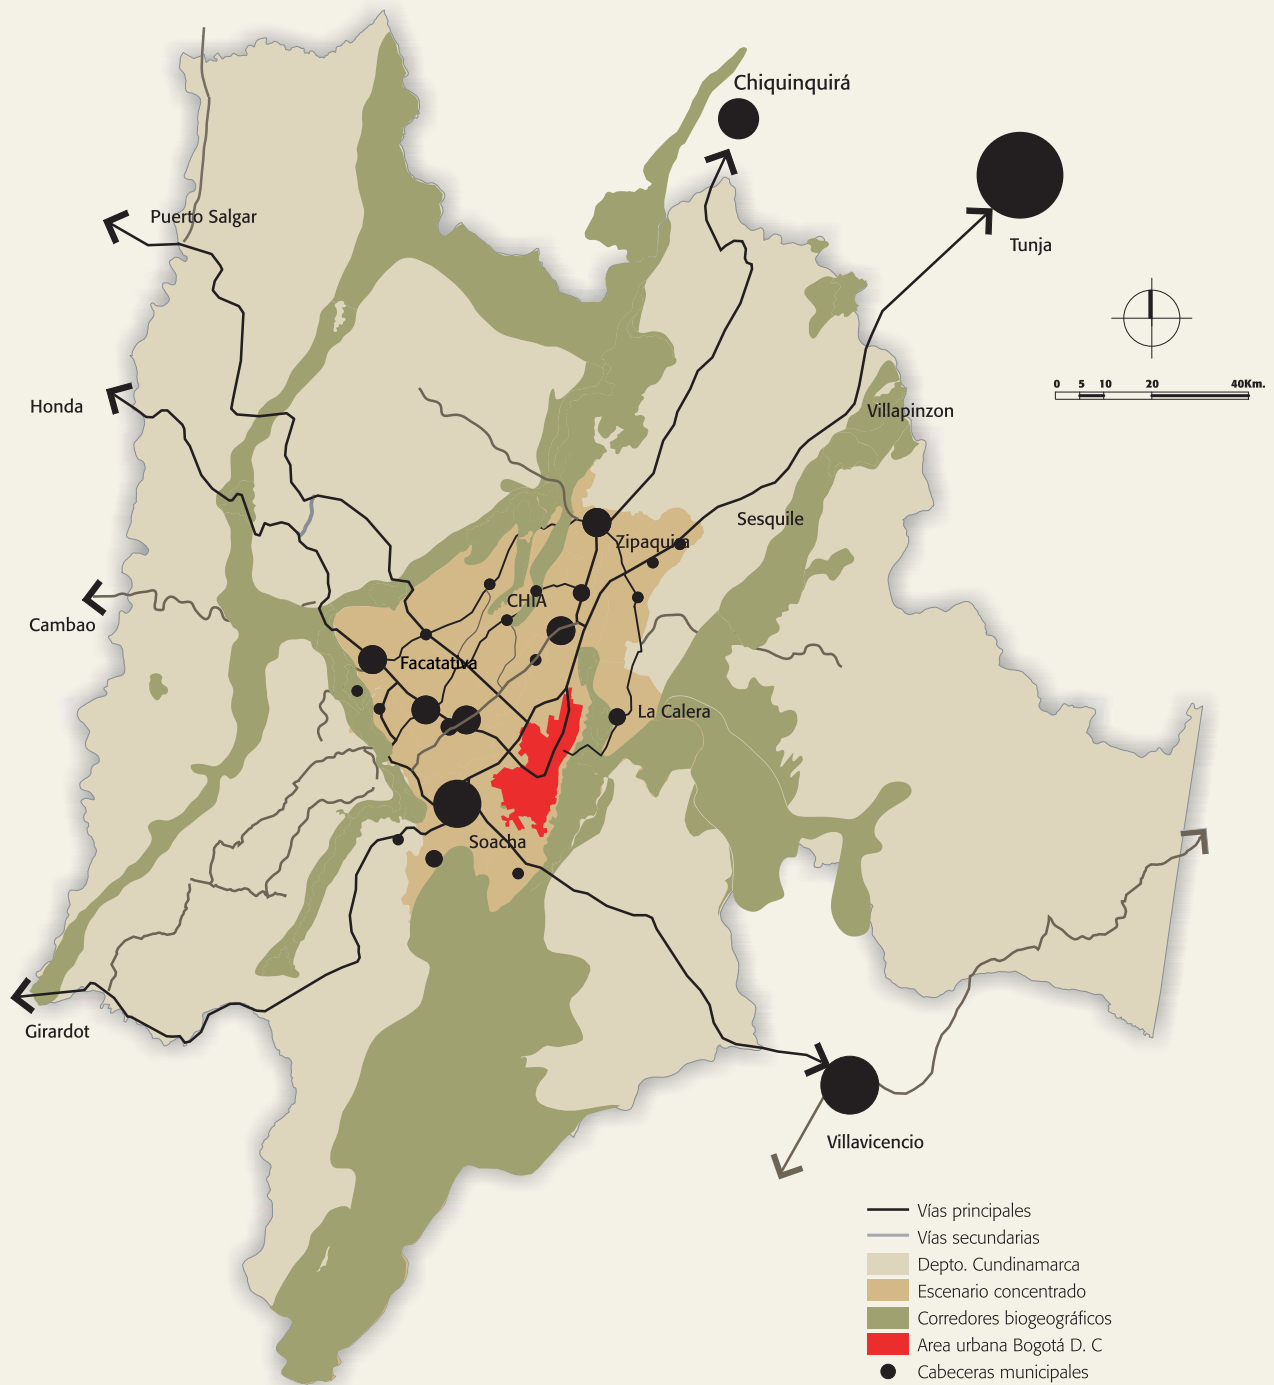 Chiquinquirá
Puerto Salgar
Tunja
0 5 10 20 40Km.
Honda
Villapinzon
Sesquile
Zipaquira
CHIA
Cambao
Facatativa
La Calera
Soacha
Girardot
Villavicencio
Vías principales
Vías secundarias
Depto. Cundinamarca
Escenario concentrado
Corredores biogeográficos
Area urbana Bogotá D. C
Cabeceras municipales